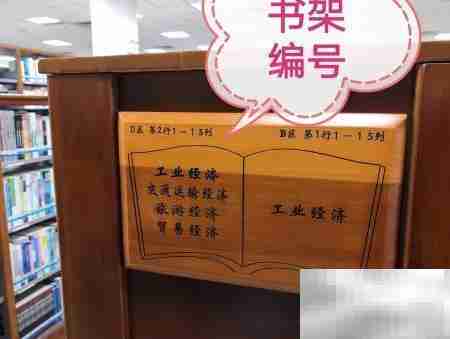 书架
编号
D区 第2行1－15列
B区 第1行1－15列
工业经济
交通运输经济
旅游经济
贸易经济
工业经济